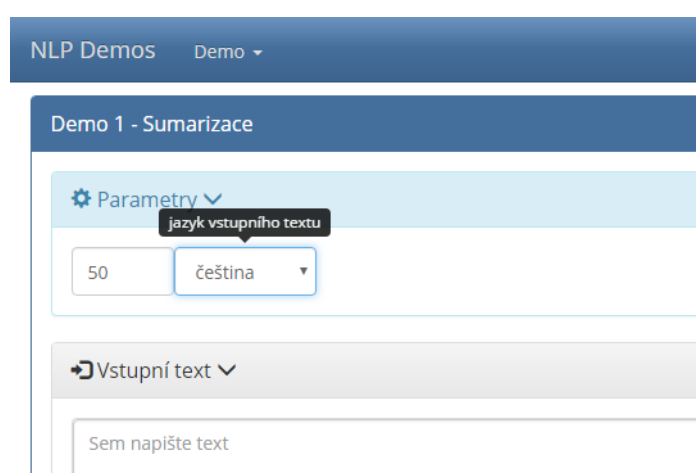 NLP Demos Demo
Demo 1 - Sumarizace
Parametry
jazyk vstupního textu
50 čeština
Vstupní text
Sem napište text